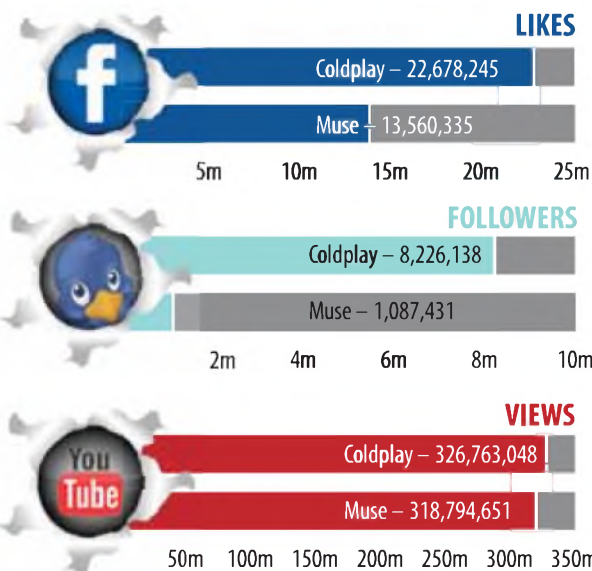 LIKES
f
Coldplay – 22,678,245
Muse – 13,560,335
5m 10m 15m 20m 25m
FOLLOWERS
Coldplay – 8,226,138
Muse – 1,087,431
2m 4m 6m 8m 10m
VIEWS
You
Tube
Coldplay – 326,763,048
Muse – 318,794,651
50m 100m 150m 200m 250m 300m 350m